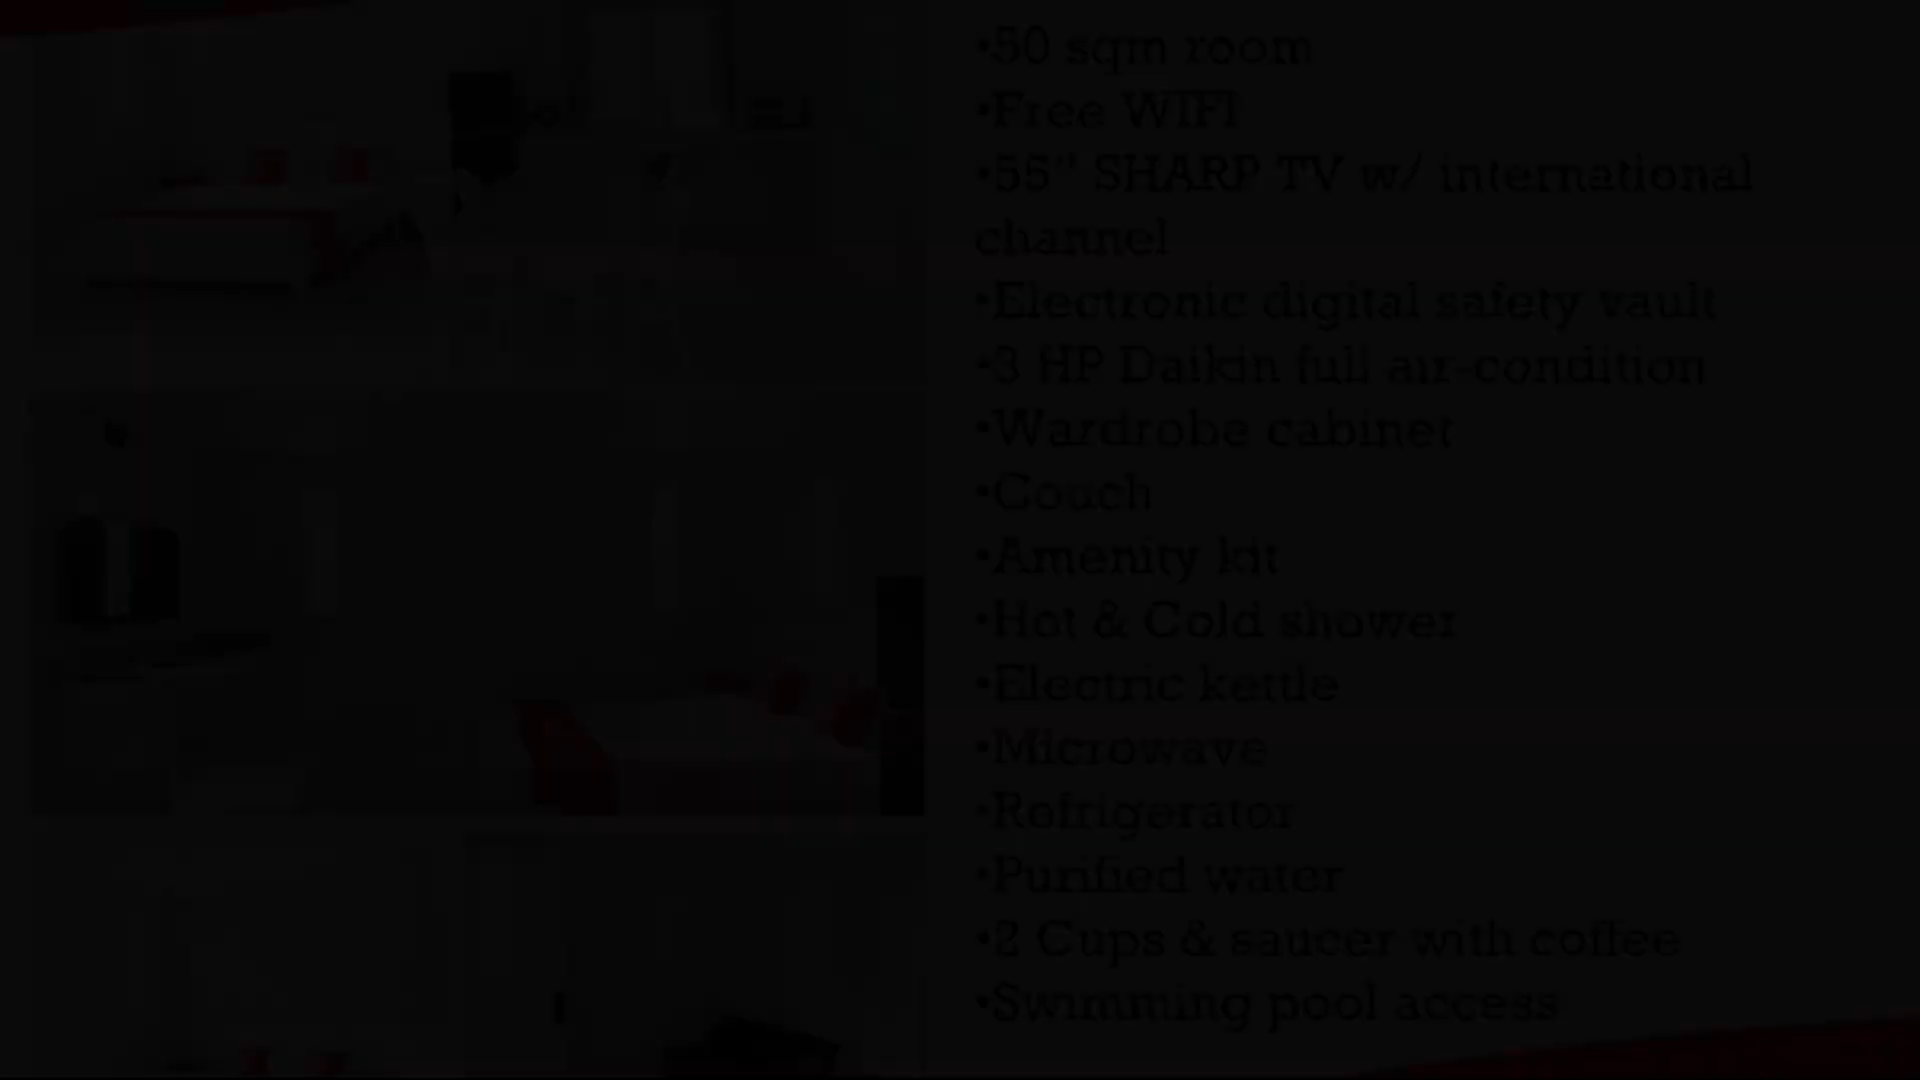 •50 sqm room
•Free WIFI
•55" SHARP TV w/ international
channel
•Electronic digital safety vault
•3 HP Daikin full air-condition
•Wardrobe cabinet
•Couch
•Amenity kit
•Hot & Cold shower
•Electric kettle
•Microwave
•Refrigerator
•Purified water
•2 Cups & saucer with coffee
•Swimming pool access